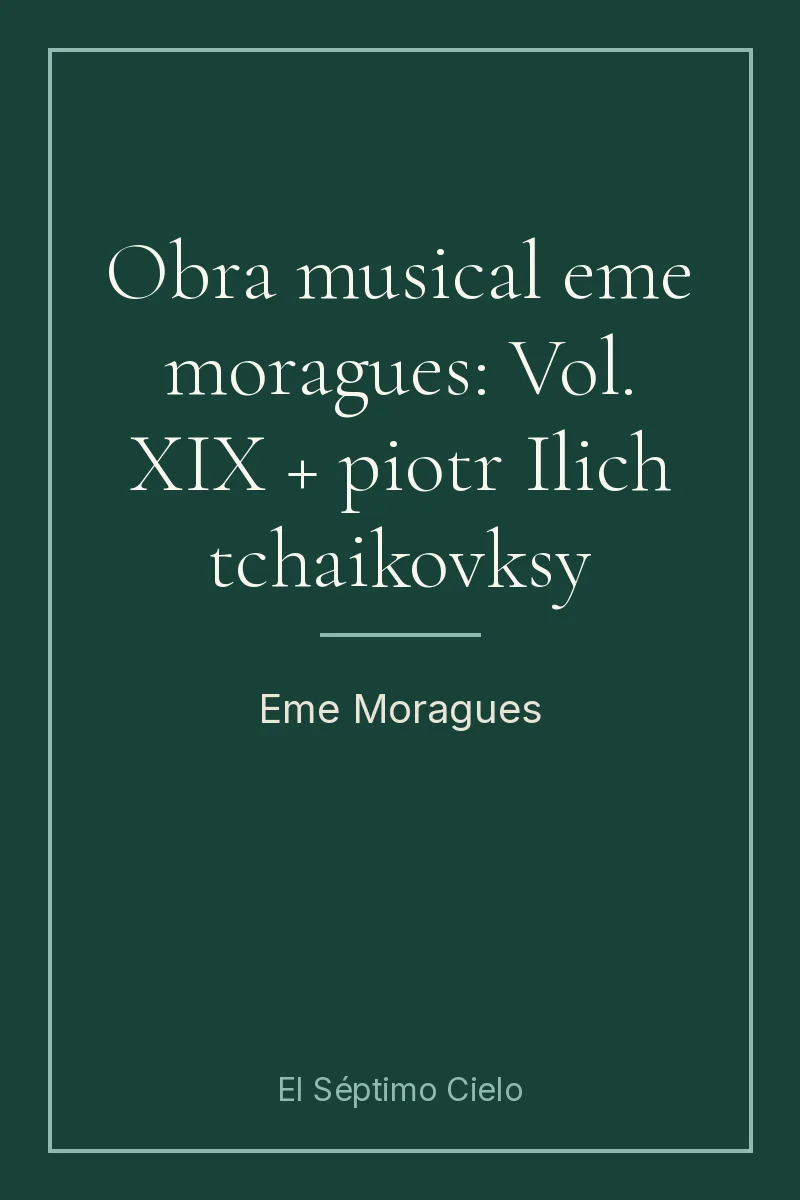 Obra musical eme
moragues: Vol.
XIX + piotr Ilich
tchaikovksy
Eme Moragues
El Séptimo Cielo